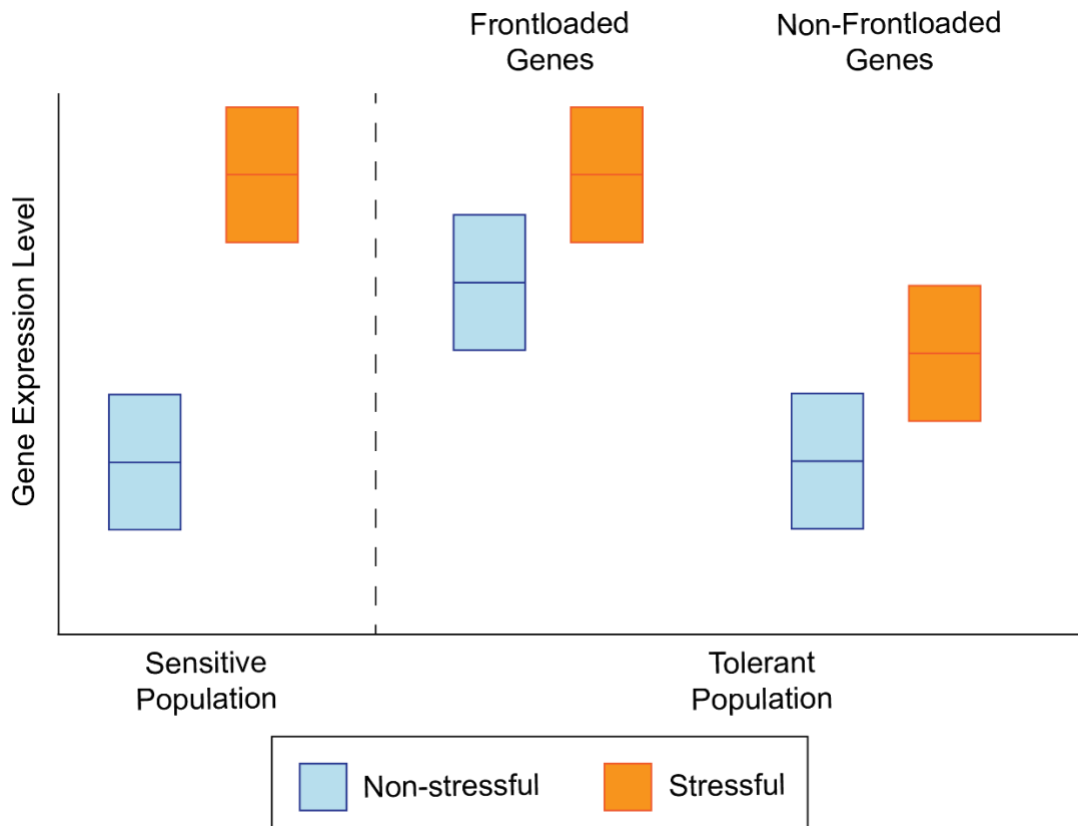 Frontloaded
Genes
Non-Frontloaded
Genes
Gene Expression Level
Sensitive
Population
Tolerant
Population
Non-stressful
Stressful